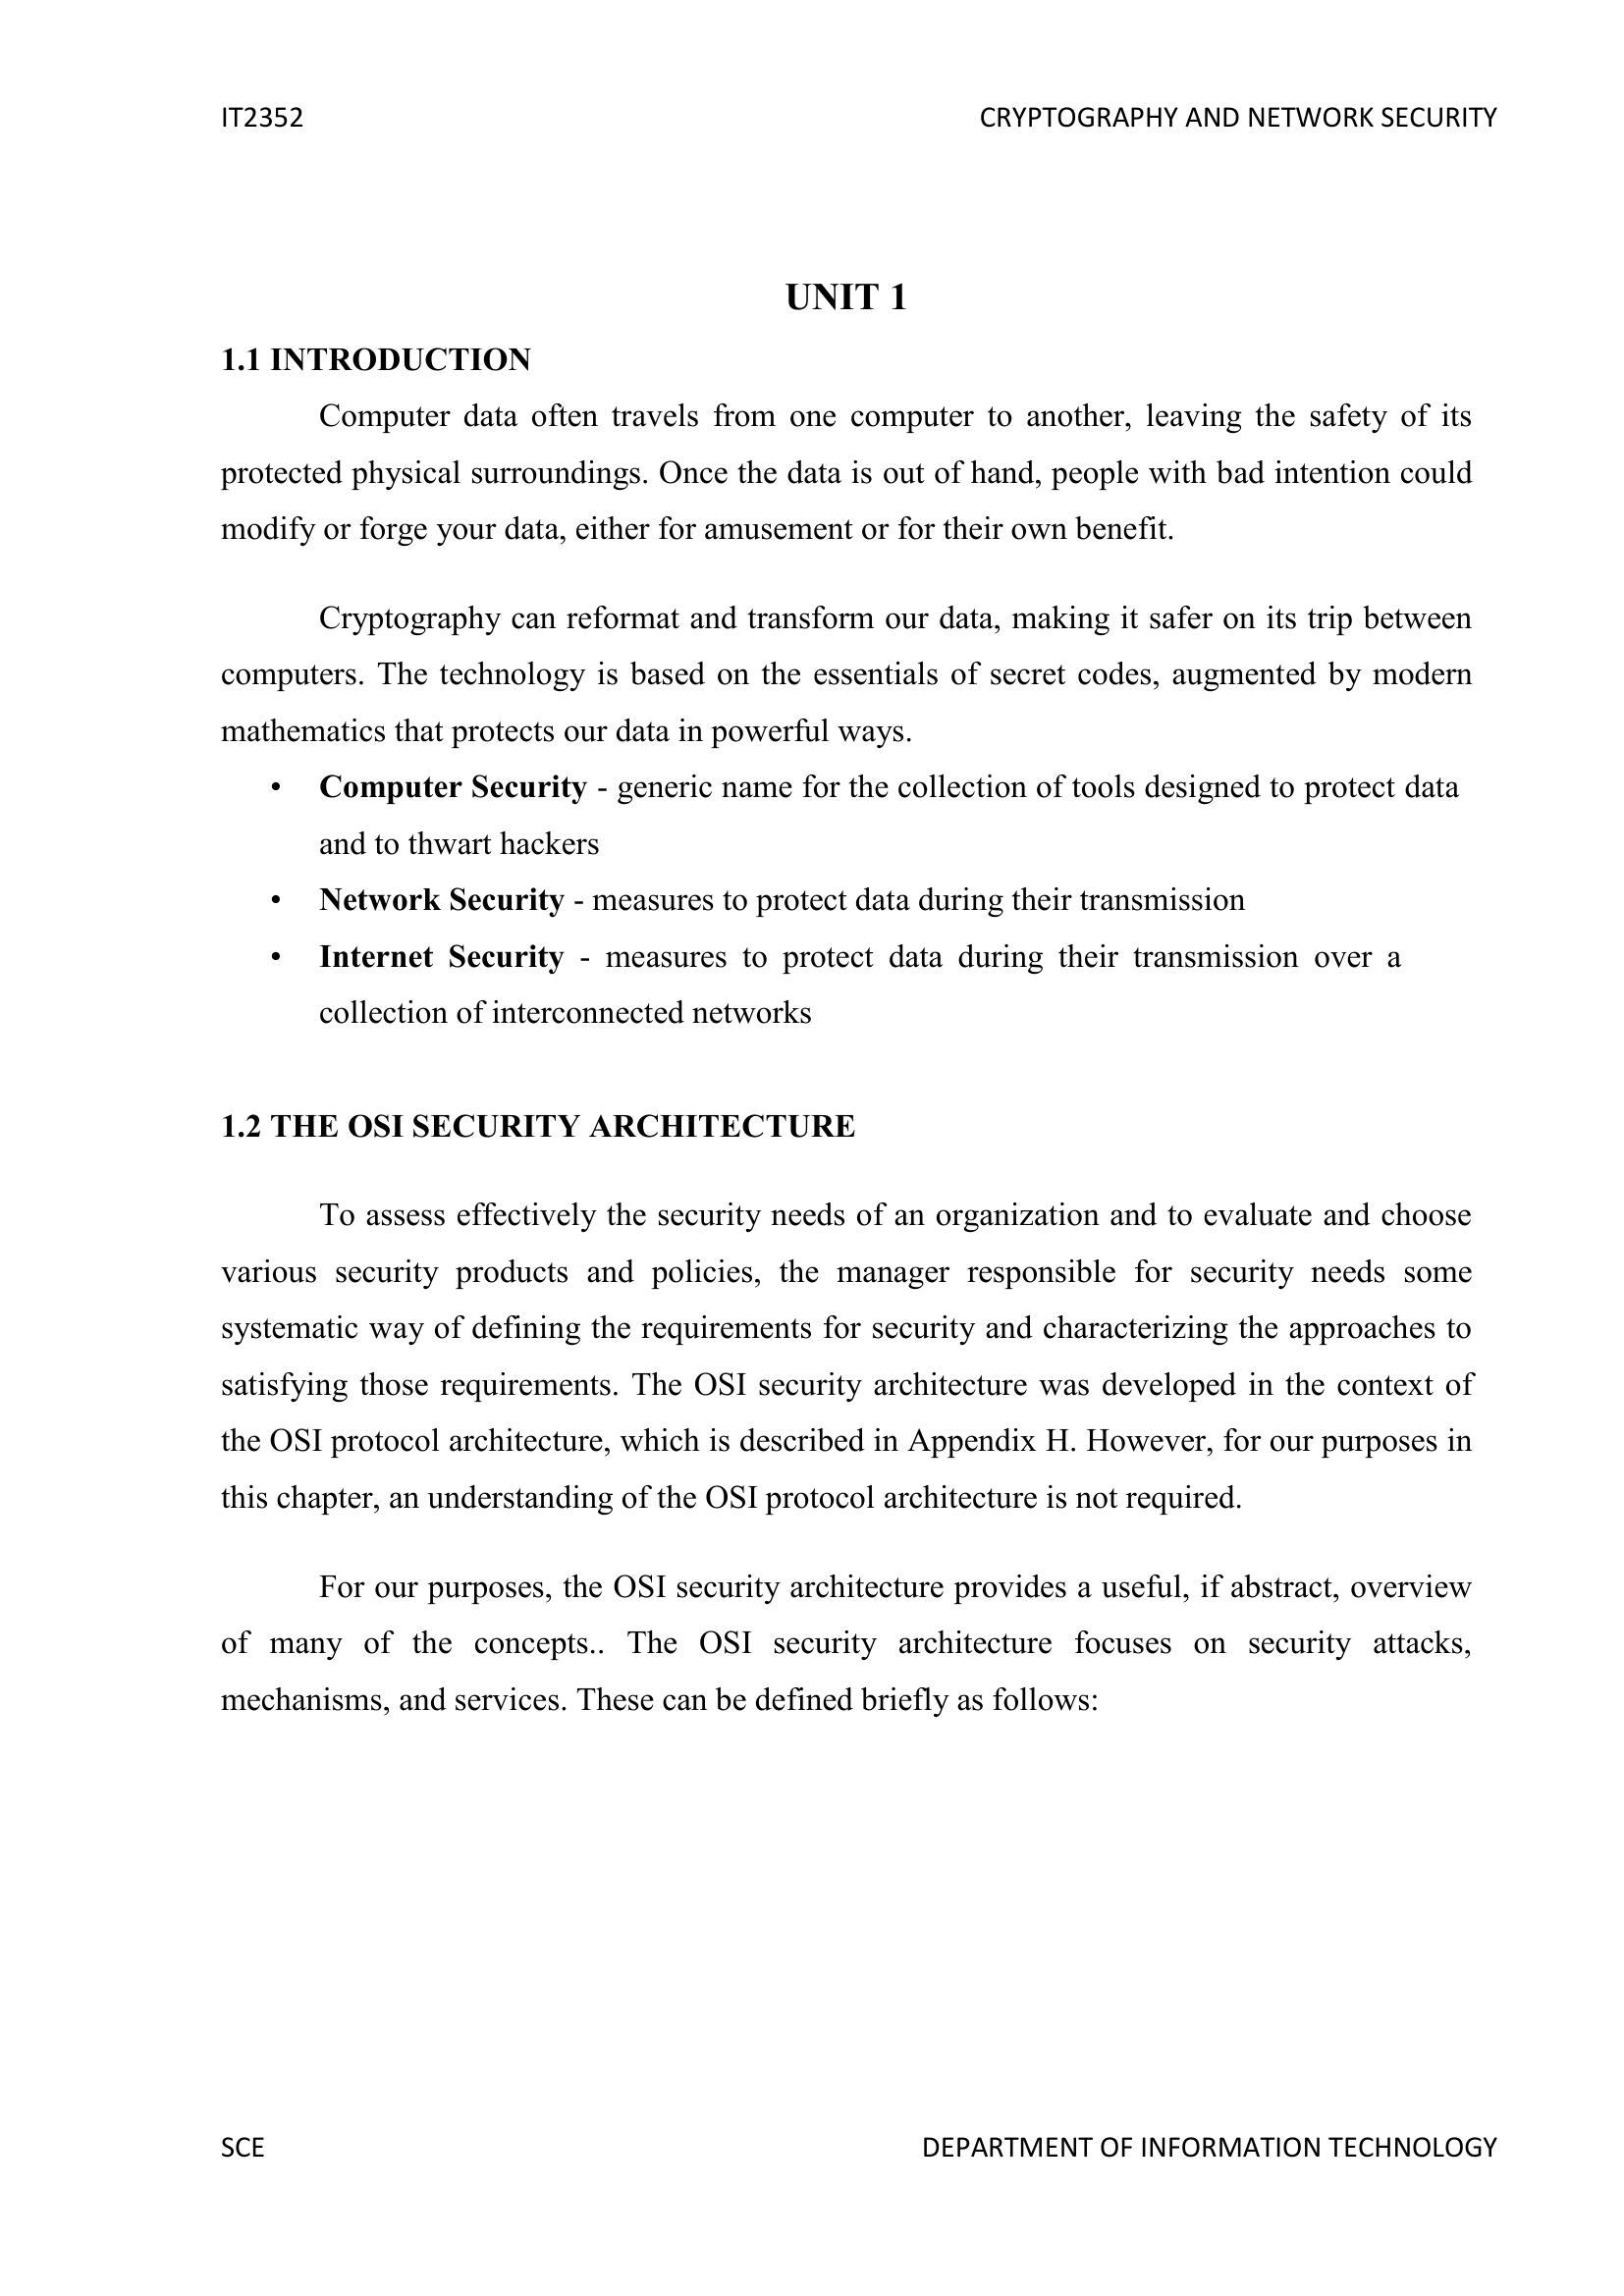 IT2352 CRYPTOGRAPHY AND NETWORK SECURITY
UNIT 1
1.1 INTRODUCTION
Computer data often travels from one computer to another, leaving the safety of its
protected physical surroundings. Once the data is out of hand, people with bad intention could
modify or forge your data, either for amusement or for their own benefit.
Cryptography can reformat and transform our data, making it safer on its trip between
computers. The technology is based on the essentials of secret codes, augmented by modern
mathematics that protects our data in powerful ways.
• Computer Security - generic name for the collection of tools designed to protect data
and to thwart hackers
• Network Security - measures to protect data during their transmission
• Internet Security - measures to protect data during their transmission over a
collection of interconnected networks
1.2 THE OSI SECURITY ARCHITECTURE
To assess effectively the security needs of an organization and to evaluate and choose
various security products and policies, the manager responsible for security needs some
systematic way of defining the requirements for security and characterizing the approaches to
satisfying those requirements. The OSI security architecture was developed in the context of
the OSI protocol architecture, which is described in Appendix H. However, for our purposes in
this chapter, an understanding of the OSI protocol architecture is not required.
For our purposes, the OSI security architecture provides a useful, if abstract, overview
of many of the concepts.. The OSI security architecture focuses on security attacks,
mechanisms, and services. These can be defined briefly as follows:
SCE DEPARTMENT OF INFORMATION TECHNOLOGY